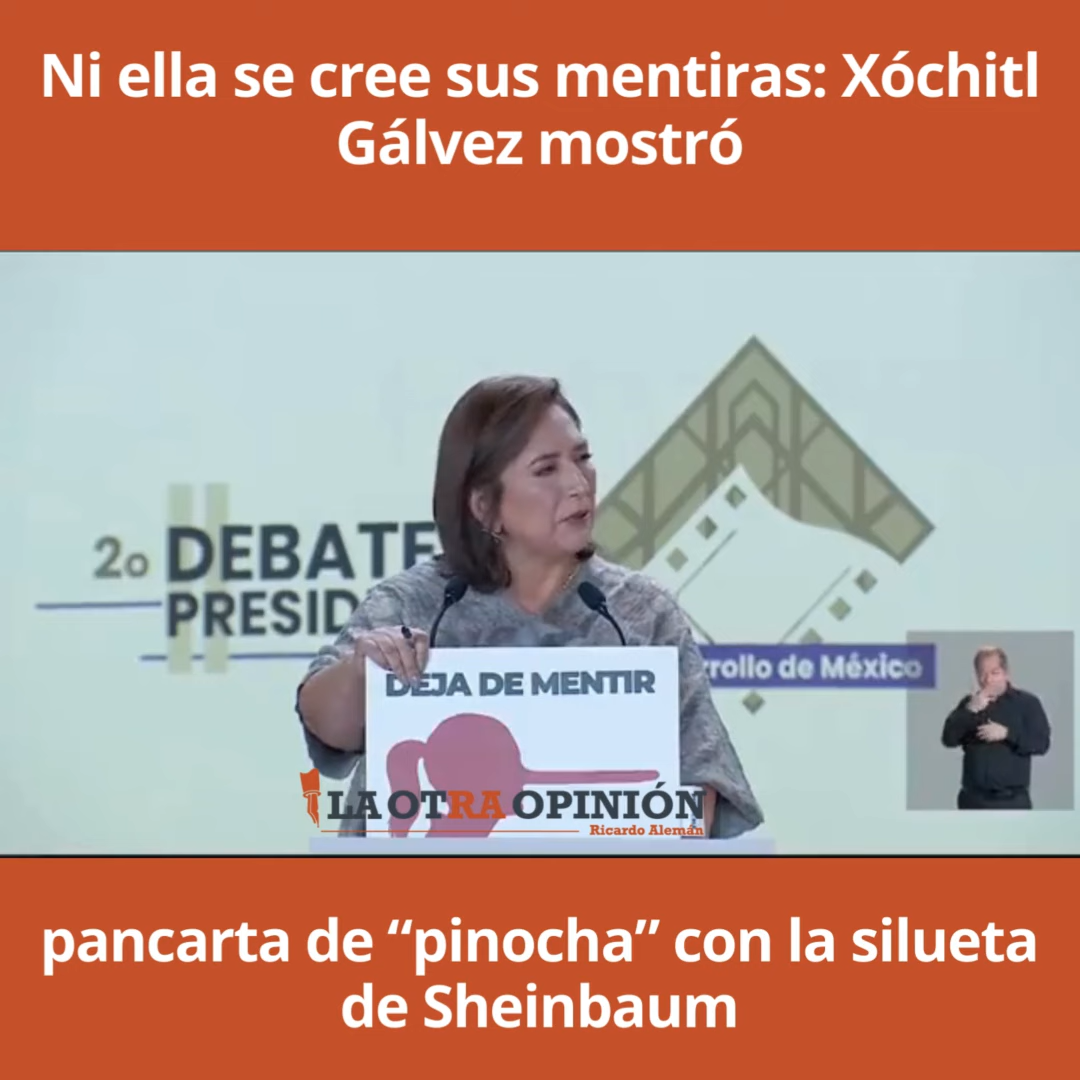 Ni ella se cree sus mentiras: Xóchitl
Gálvez mostró
2o DEBATE
PRESID
rrollo de México
DEJA DE MENTIR
LA OTRA OPINIÓN
Ricardo Alemán
pancarta de “pinocha” con la silueta
de Sheinbaum